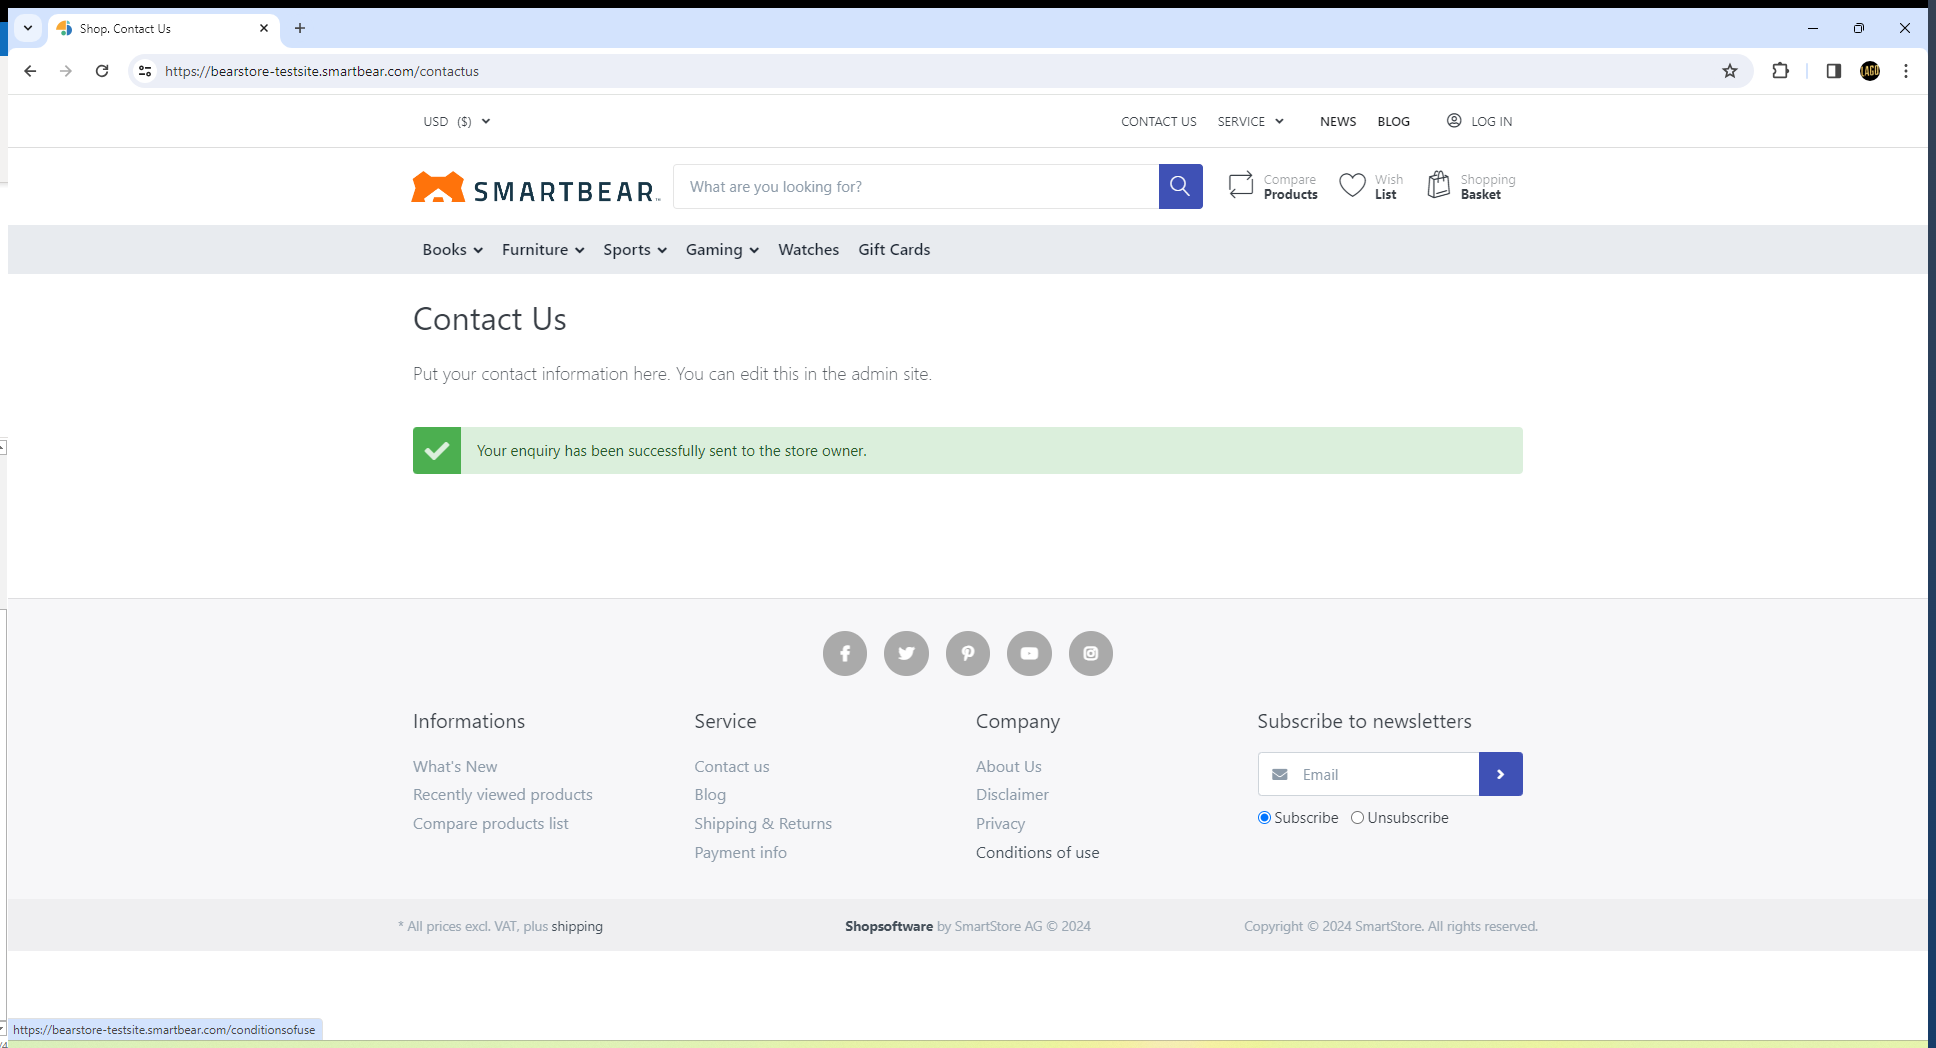 Shop. Contact Us
https://bearstore-testsite.smartbear.com/contactus
LAGO
USD ($)
CONTACT US SERVICE NEWS BLOG LOG IN
SMARTBEAR
What are you looking for?
Compare
Products
Wish
List
Shopping
Basket
Books Furniture Sports Gaming Watches Gift Cards
Contact Us
Put your contact information here. You can edit this in the admin site.
Your enquiry has been successfully sent to the store owner.
Informations
What's New
Recently viewed products
Compare products list
Service
Contact us
Blog
Shipping & Returns
Payment info
Company
About Us
Disclaimer
Privacy
Conditions of use
Subscribe to newsletters
Email
Subscribe Unsubscribe
* All prices excl. VAT, plus shipping
Shopsoftware by SmartStore AG © 2024
Copyright © 2024 SmartStore. All rights reserved.
https://bearstore-testsite.smartbear.com/conditionsofuse